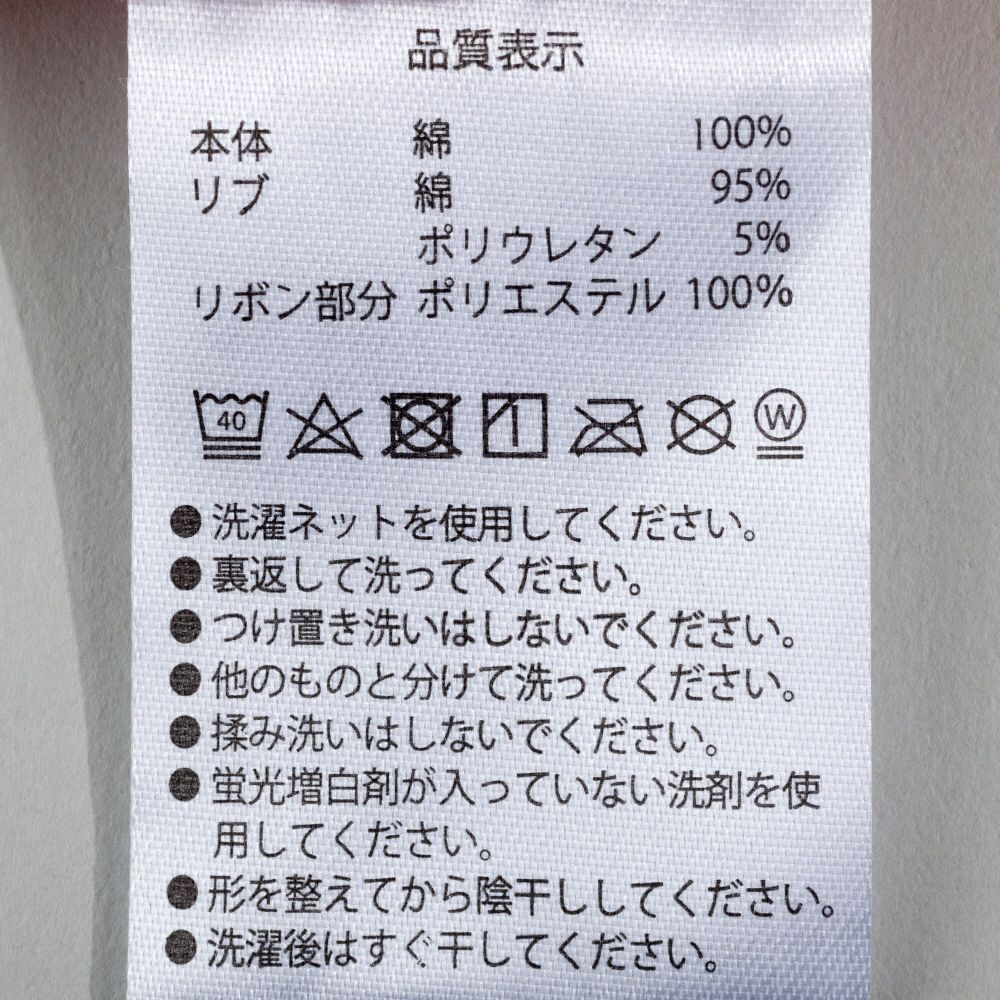 品質表示
本体 綿 100%
リブ 綿 95%
ポリウレタン 5%
リボン部分 ポリエステル 100%
40 W
●洗濯ネットを使用してください。
●裏返して洗ってください。
●つけ置き洗いはしないでください。
●他のものと分けて洗ってください。
●揉み洗いはしないでください。
●蛍光増白剤が入っていない洗剤を使
用してください。
●形を整えてから陰干ししてください。
●洗濯後はすぐ干してください。